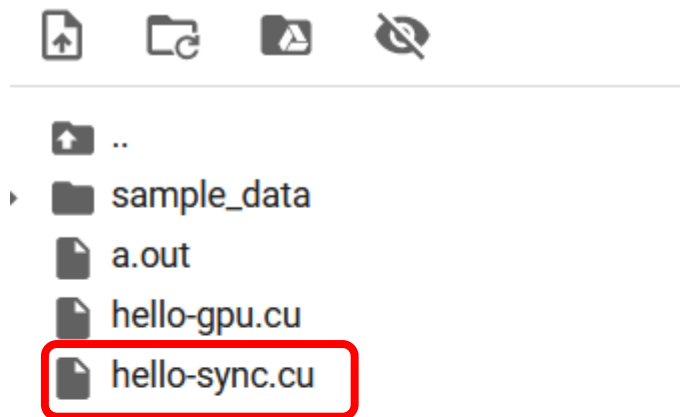 ..
sample_data
a.out
hello-gpu.cu
hello-sync.cu